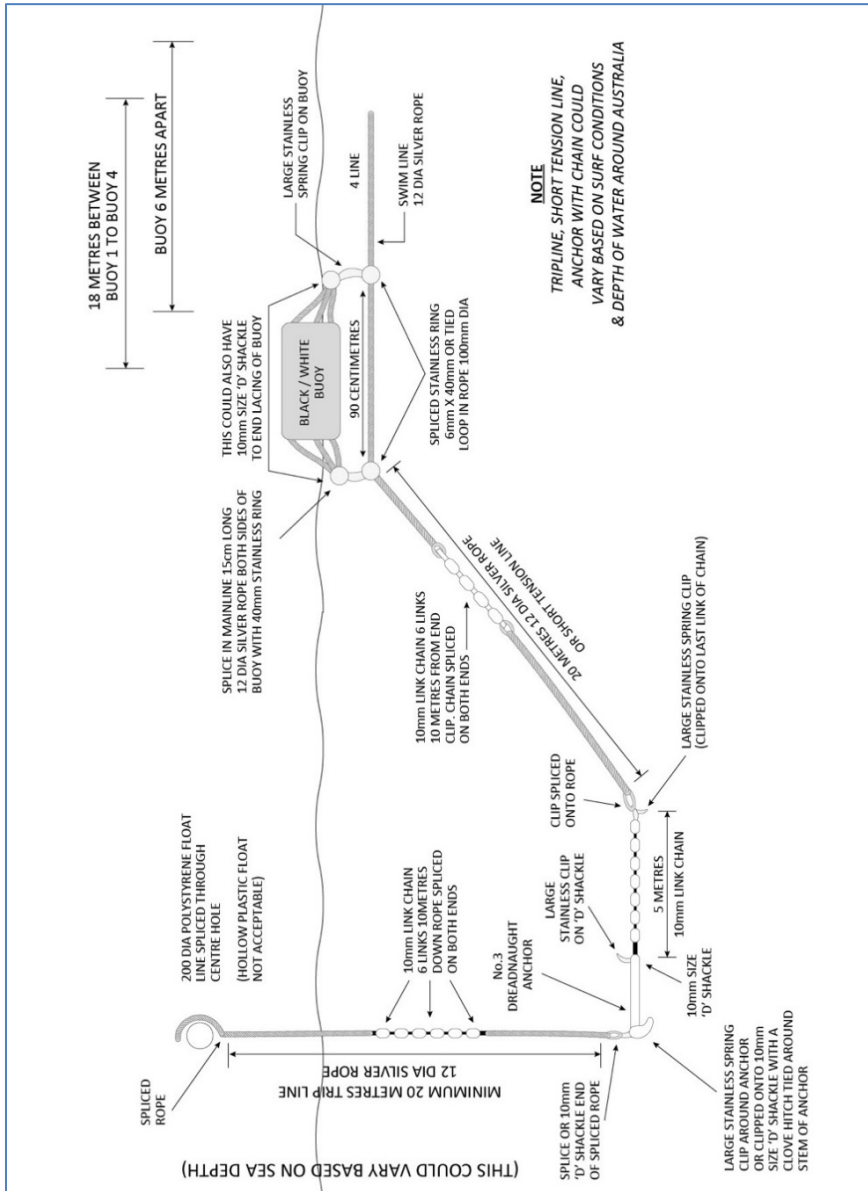 18 METRES BETWEEN
BUOY 1 TO BUOY 4
BUOY 6 METRES APART
LARGE STAINLESS
SPRING CLIP ON BUOY
4 LINE
SWIM LINE
12 DIA SILVER ROPE
THIS COULD ALSO HAVE
10mm SIZE 'D' SHACKLE
TO END LACING OF BUOY
BLACK / WHITE
BUOY
90 CENTIMETRES
SPLICED STAINLESS RING
6mm X 40mm OR TIED
LOOP IN ROPE 100mm DIA
NOTE
TRIPLINE, SHORT TENSION LINE,
ANCHOR WITH CHAIN COULD
VARY BASED ON SURF CONDITIONS
& DEPTH OF WATER AROUND AUSTRALIA
SPLICE IN MAINLINE 15cm LONG
12 DIA SILVER ROPE BOTH SIDES OF
BUOY WITH 40mm STAINLESS RING
10mm LINK CHAIN 6 LINKS
10 METRES FROM END
CLIP. CHAIN SPLICED
ON BOTH ENDS
20 METRES 12 DIA SILVER ROPE
OR SHORT TENSION LINE
200 DIA POLYSTYRENE FLOAT
LINE SPLICED THROUGH
CENTRE HOLE
(HOLLOW PLASTIC FLOAT
NOT ACCEPTABLE)
SPLICED
ROPE
10mm LINK CHAIN
6 LINKS 10METRES
DOWN ROPE SPLICED
ON BOTH ENDS
MINIMUM 20 METRES TRIP LINE
12 DIA SILVER ROPE
(THIS COULD VARY BASED ON SEA DEPTH)
No.3
DREADNAUGHT
ANCHOR
LARGE
STAINLESS CLIP
ON 'D' SHACKLE
CLIP SPLICED
ONTO ROPE
LARGE STAINLESS SPRING CLIP
(CLIPPED ONTO LAST LINK OF CHAIN)
5 METRES
10mm LINK CHAIN
10mm SIZE
'D' SHACKLE
SPLICE OR 10mm
'D' SHACKLE END
OF SPLICED ROPE
LARGE STAINLESS SPRING
CLIP AROUND ANCHOR
OR CLIPPED ONTO 10mm
SIZE 'D' SHACKLE WITH A
CLOVE HITCH TIED AROUND
STEM OF ANCHOR